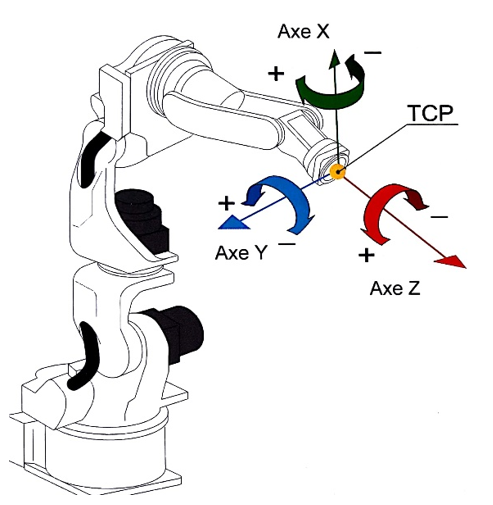 Axe X
+ −
TCP
+ −
Axe Y
+ −
Axe Z